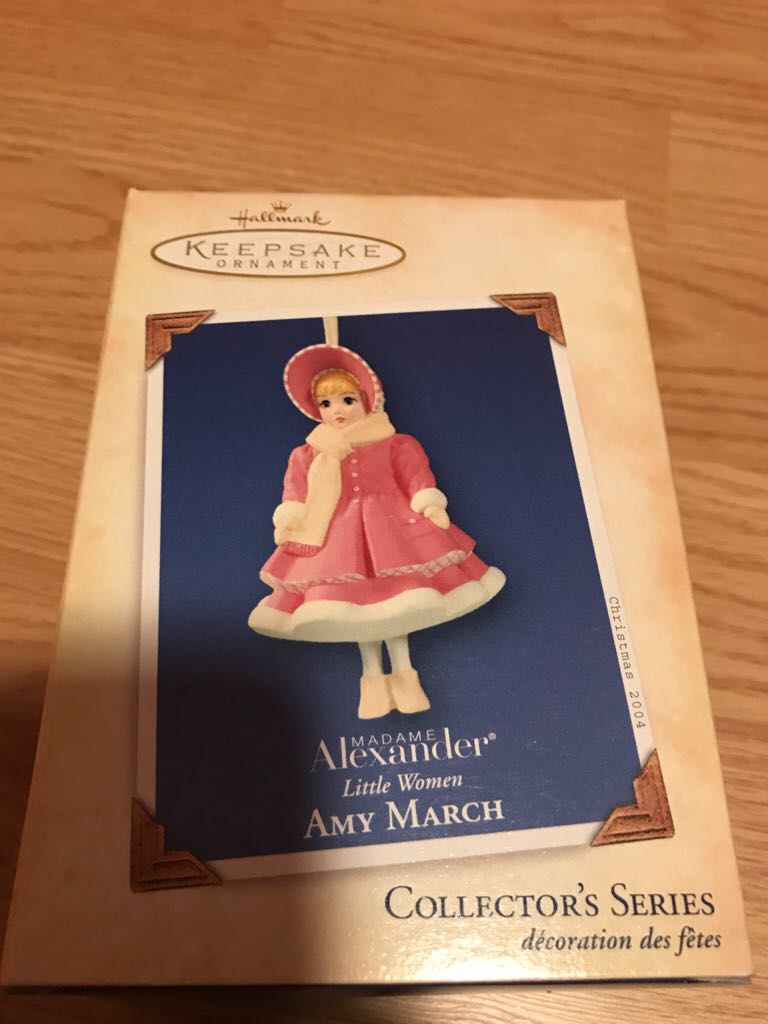 Hallmark
KEEPSAKE
ORNAMENT
Christmas 2004
MADAME
Alexander®
Little Women
AMY MARCH
COLLECTOR'S SERIES
décoration des fêtes